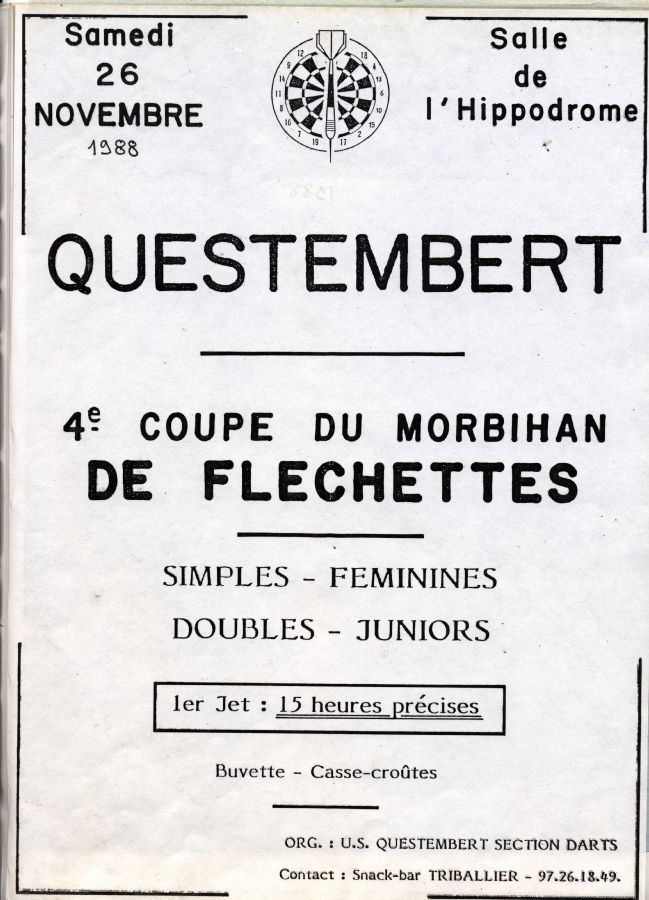 Samedi
26
NOVEMBRE
1988
Salle
de
l'Hippodrome
QUESTEMBERT
4e COUPE DU MORBIHAN
DE FLECHETTES
SIMPLES - FEMININES
DOUBLES - JUNIORS
1er Jet : 15 heures précises
Buvette - Casse-croûtes
ORG. : U.S. QUESTEMBERT SECTION DARTS
Contact : Snack-bar TRIBALLIER - 97.26.18.49.